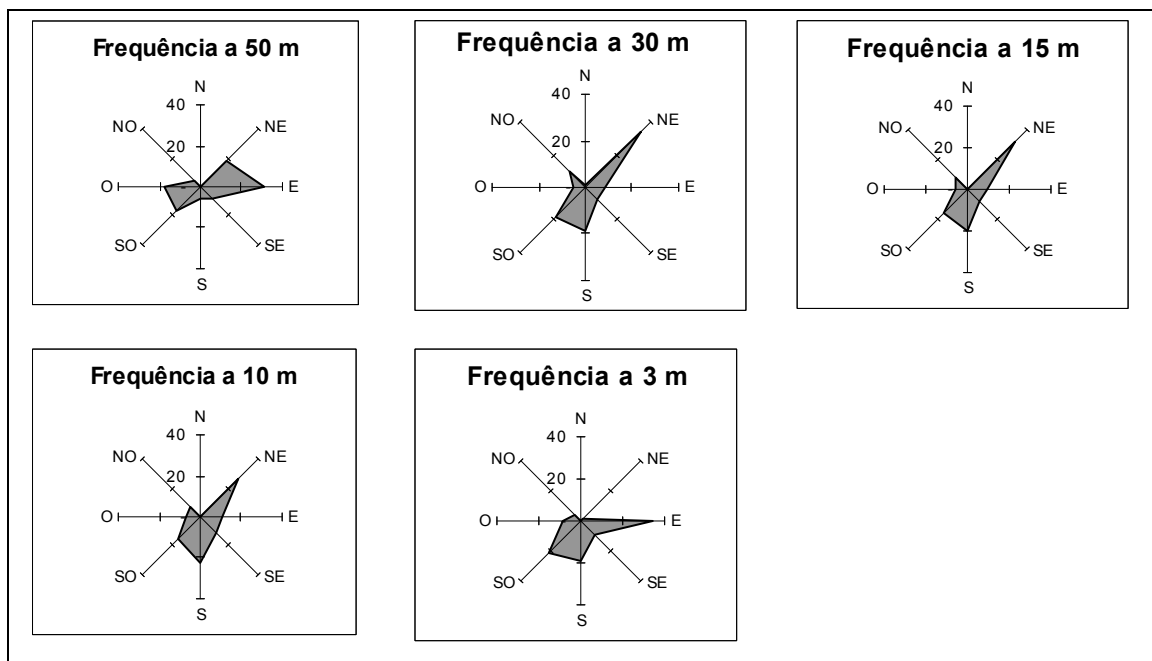 Frequência a 50 m
N
40
NO
NE
20
O
E
SO
SE
S
Frequência a 30 m
N
40
NO
NE
20
O
E
SO
SE
S
Frequência a 15 m
N
40
NO
NE
20
O
E
SO
SE
S
Frequência a 10 m
N
40
NO
NE
20
O
E
SO
SE
S
Frequência a 3 m
N
40
NO
NE
20
O
E
SO
SE
S